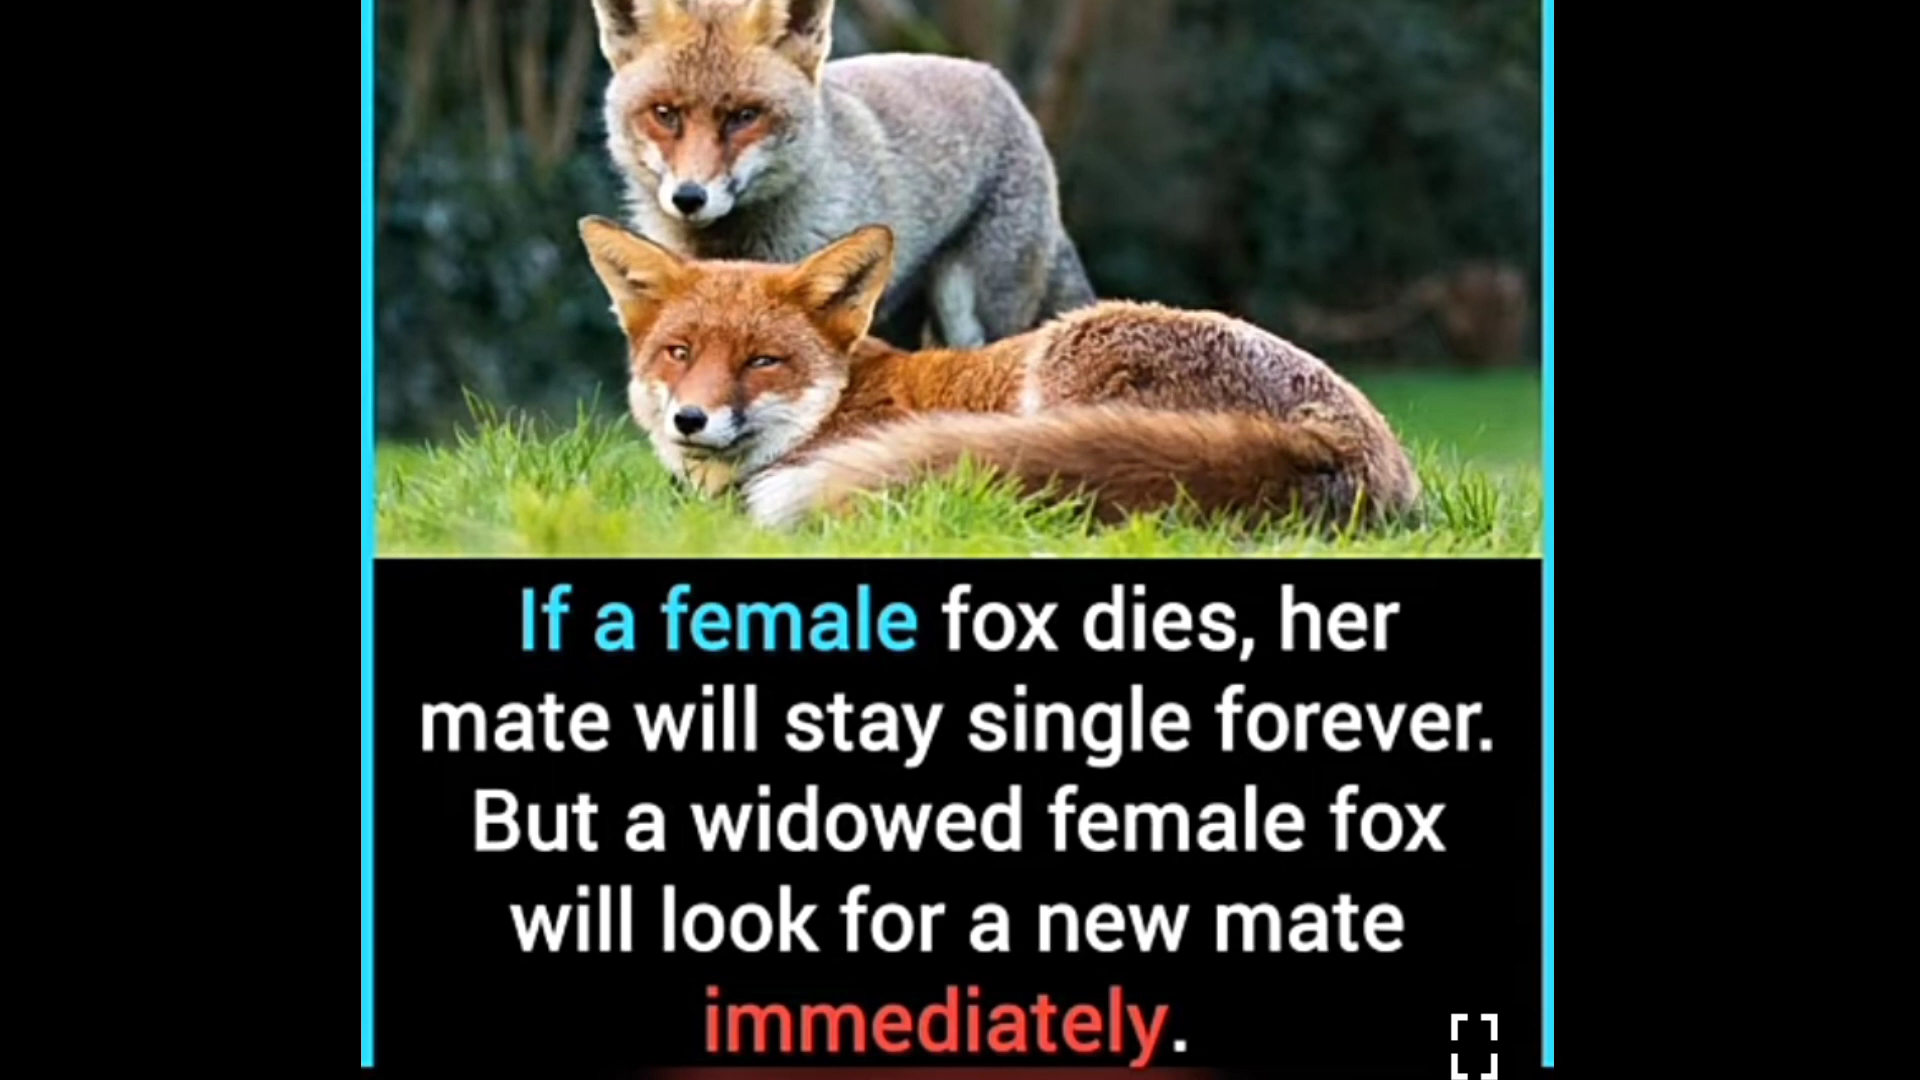 If a female fox dies, her
mate will stay single forever.
But a widowed female fox
will look for a new mate
immediately.